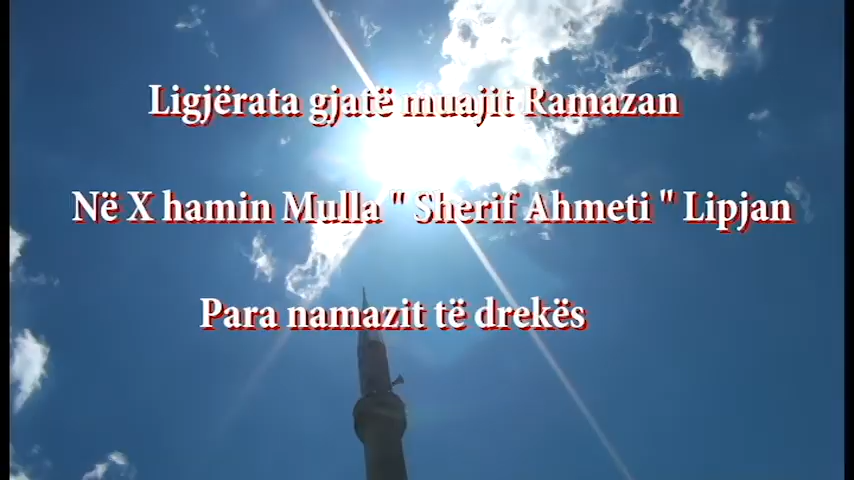 Ligjërata gjatë muajit Ramazan
Në X hamin Mulla " Sherif Ahmeti " Lipjan
Para namazit të drekës